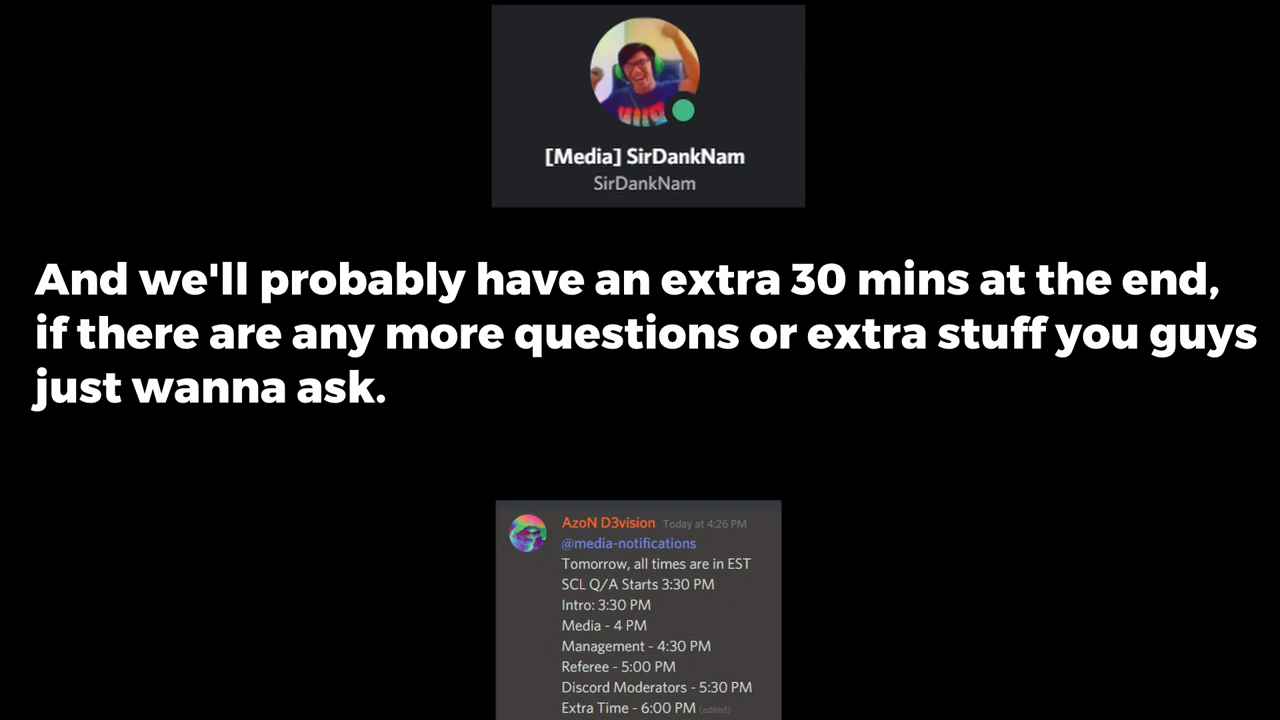 [Media] SirDankNam
SirDankNam
And we'll probably have an extra 30 mins at the end,
if there are any more questions or extra stuff you guys
just wanna ask.
AzoN D3vision Today at 4:26 PM
@media-notifications
Tomorrow, all times are in EST
SCL Q/A Starts 3:30 PM
Intro: 3:30 PM
Media - 4 PM
Management - 4:30 PM
Referee - 5:00 PM
Discord Moderators - 5:30 PM
Extra Time - 6:00 PM (edited)